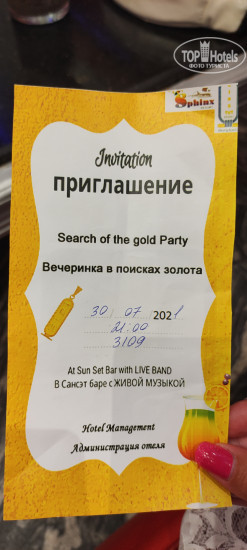 TOP Hotels
ФОТО ТУРИСТА
Sphinx
Invitation
приглашение
Search of the gold Party
Вечеринка в поисках золота
30 07 2021
21:00
3109
At Sun Set Bar with LIVE BAND
В Сансэт баре с ЖИВОЙ МУЗЫКОЙ
Hotel Management
Администрация отеля